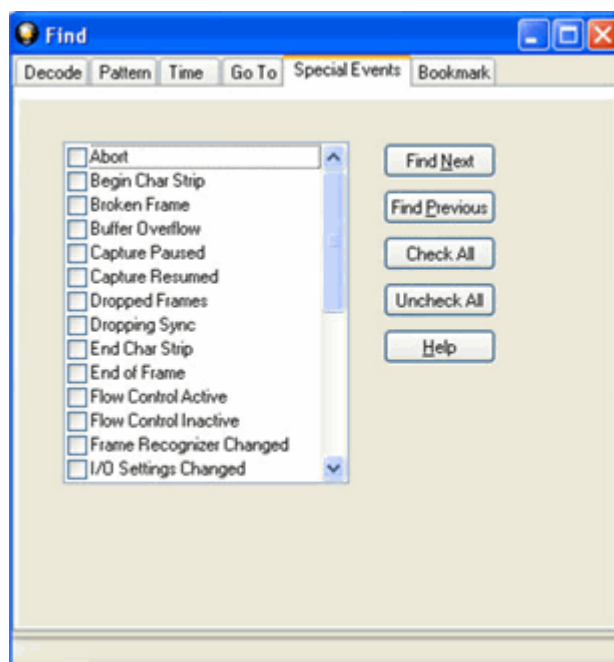 Find
Decode Pattern Time Go To Special Events Bookmark
Abort
Begin Char Strip
Broken Frame
Buffer Overflow
Capture Paused
Capture Resumed
Dropped Frames
Dropping Sync
End Char Strip
End of Frame
Flow Control Active
Flow Control Inactive
Frame Recognizer Changed
I/O Settings Changed
Find Next
Find Previous
Check All
Uncheck All
Help